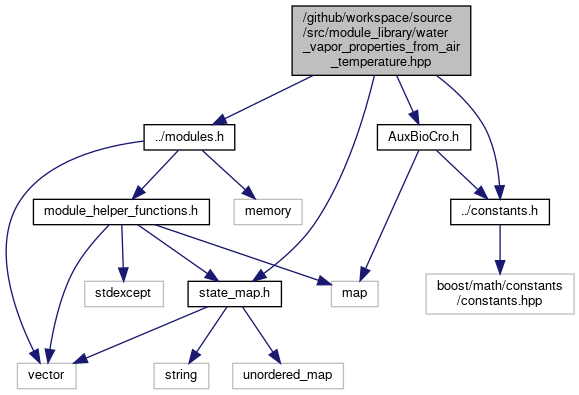 /github/workspace/source
/src/module_library/water
_vapor_properties_from_air
_temperature.hpp
../modules.h
AuxBioCro.h
module_helper_functions.h
memory
../constants.h
stdexcept
state_map.h
map
boost/math/constants
/constants.hpp
vector
string
unordered_map